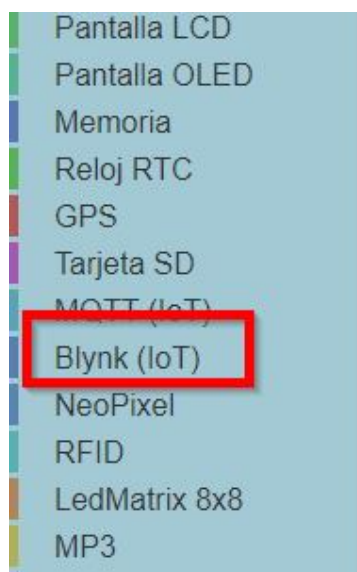 Pantalla LCD
Pantalla OLED
Memoria
Reloj RTC
GPS
Tarjeta SD
MQTT (IoT)
Blynk (IoT)
NeoPixel
RFID
LedMatrix 8x8
MP3